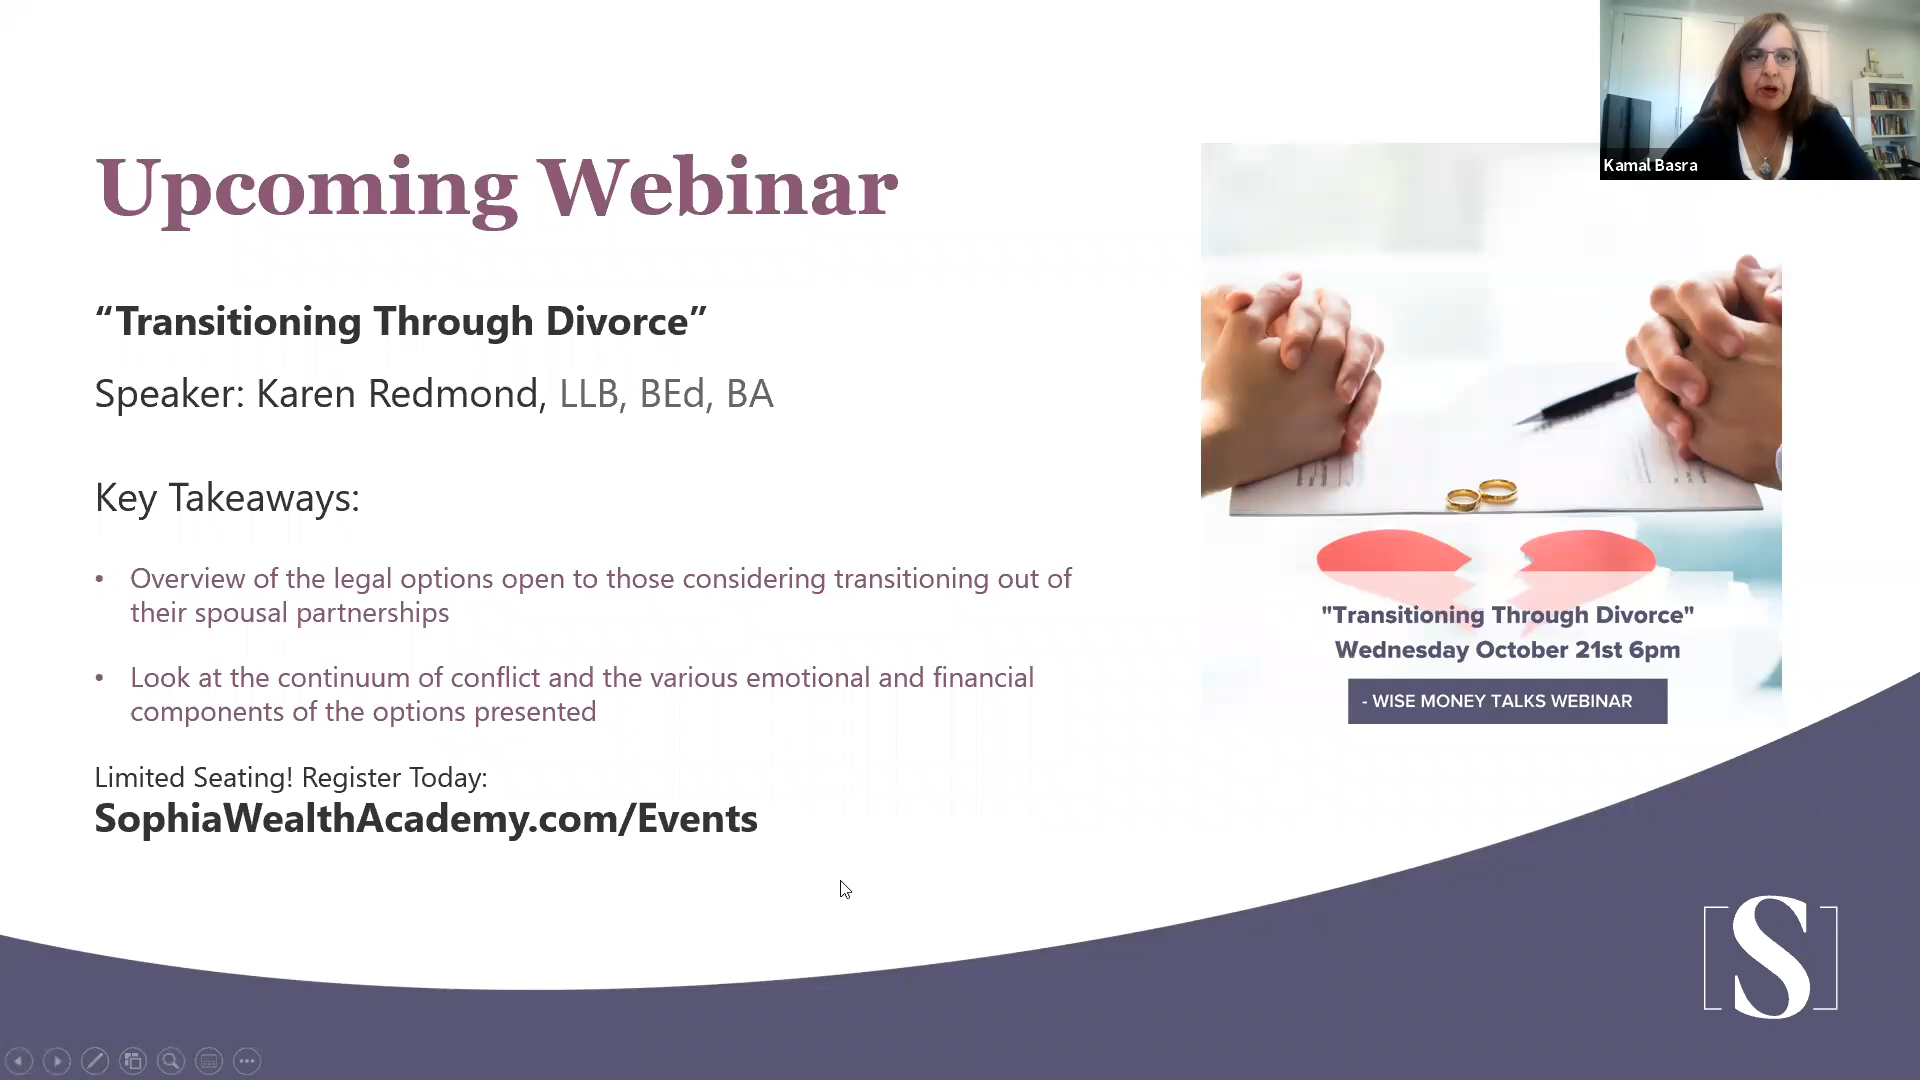 Kamal Basra
Upcoming Webinar
“Transitioning Through Divorce”
Speaker: Karen Redmond, LLB, BEd, BA
Key Takeaways:
• Overview of the legal options open to those considering transitioning out of
their spousal partnerships
• Look at the continuum of conflict and the various emotional and financial
components of the options presented
Limited Seating! Register Today:
SophiaWealthAcademy.com/Events
"Transitioning Through Divorce"
Wednesday October 21st 6pm
- WISE MONEY TALKS WEBINAR
[S]